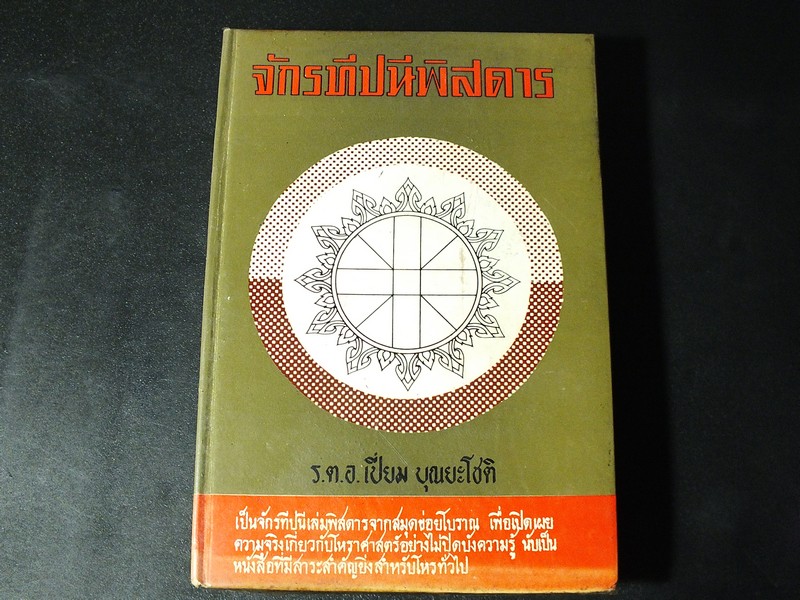 จักรทีปนีพิสดาร
ร.ต.อ.เปี่ยม บุณยะโชติ
เป็นจักรทีปนีเล่มพิสดารจากสมุดข่อยโบราณ เพื่อเปิดเผย
ความจริงเกี่ยวกับโหราศาสตร์อย่างไม่ปิดบังความรู้ นับเป็น
หนังสือที่มีสาระสำคัญยิ่งสำหรับโหรทั่วไป